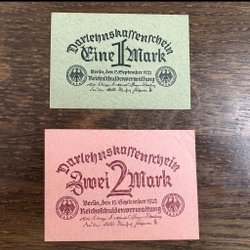 Darlehnskassenschein
Eine 1 Mark
Berlin, den 15. September 1922
Reichsschuldenverwaltung
Darlehnskassenschein
Zwei 2 Mark
Berlin, den 15. September 1922
Reichsschuldenverwaltung